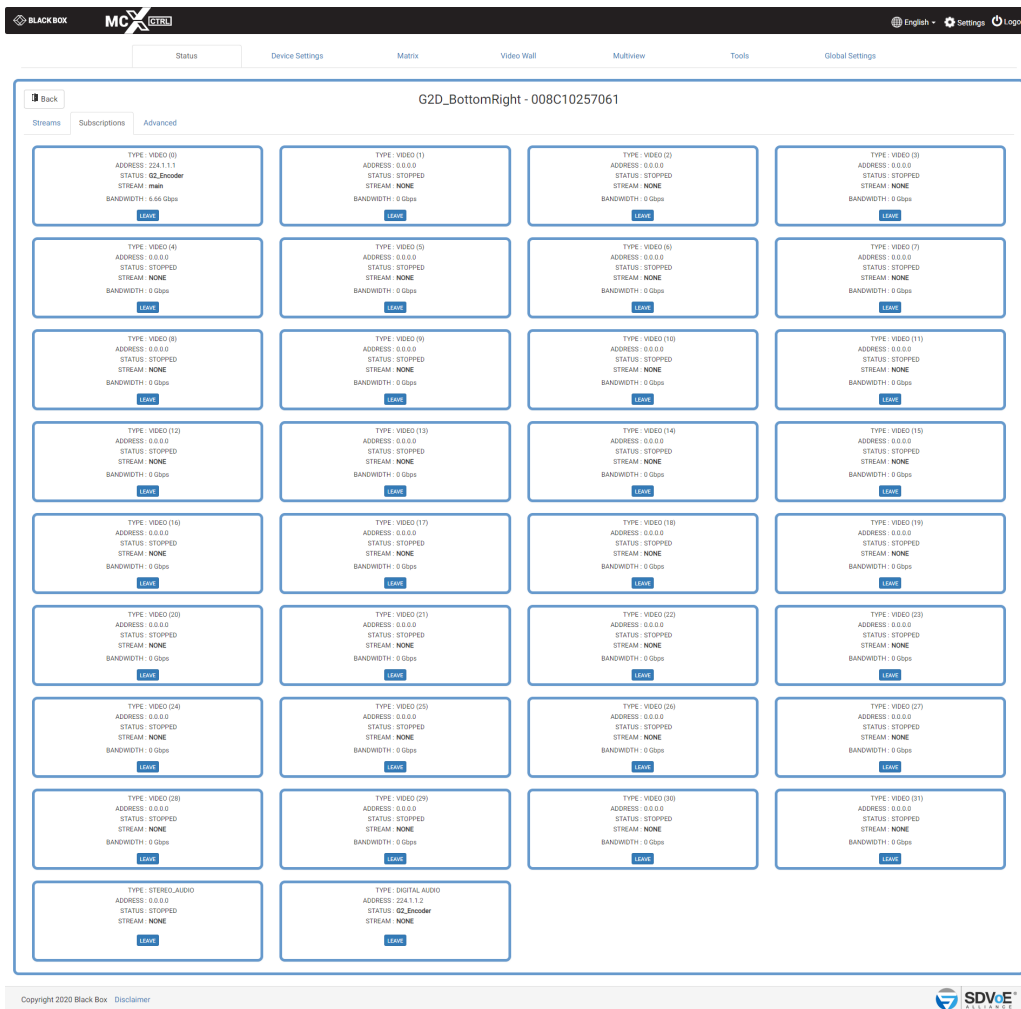 BLACK BOX
MCX CTRL
English
Settings
Logo
Status
Device Settings
Matrix
Video Wall
Multiview
Tools
Global Settings
Back
G2D_BottomRight - 008C10257061
Streams
Subscriptions
Advanced
TYPE : VIDEO (0)
ADDRESS : 224.1.1.1
STATUS : G2_Encoder
STREAM : main
BANDWIDTH : 6.66 Gbps
LEAVE
TYPE : VIDEO (1)
ADDRESS : 0.0.0.0
STATUS : STOPPED
STREAM : NONE
BANDWIDTH : 0 Gbps
LEAVE
TYPE : VIDEO (2)
ADDRESS : 0.0.0.0
STATUS : STOPPED
STREAM : NONE
BANDWIDTH : 0 Gbps
LEAVE
TYPE : VIDEO (3)
ADDRESS : 0.0.0.0
STATUS : STOPPED
STREAM : NONE
BANDWIDTH : 0 Gbps
LEAVE
TYPE : VIDEO (4)
ADDRESS : 0.0.0.0
STATUS : STOPPED
STREAM : NONE
BANDWIDTH : 0 Gbps
LEAVE
TYPE : VIDEO (5)
ADDRESS : 0.0.0.0
STATUS : STOPPED
STREAM : NONE
BANDWIDTH : 0 Gbps
LEAVE
TYPE : VIDEO (6)
ADDRESS : 0.0.0.0
STATUS : STOPPED
STREAM : NONE
BANDWIDTH : 0 Gbps
LEAVE
TYPE : VIDEO (7)
ADDRESS : 0.0.0.0
STATUS : STOPPED
STREAM : NONE
BANDWIDTH : 0 Gbps
LEAVE
TYPE : VIDEO (8)
ADDRESS : 0.0.0.0
STATUS : STOPPED
STREAM : NONE
BANDWIDTH : 0 Gbps
LEAVE
TYPE : VIDEO (9)
ADDRESS : 0.0.0.0
STATUS : STOPPED
STREAM : NONE
BANDWIDTH : 0 Gbps
LEAVE
TYPE : VIDEO (10)
ADDRESS : 0.0.0.0
STATUS : STOPPED
STREAM : NONE
BANDWIDTH : 0 Gbps
LEAVE
TYPE : VIDEO (11)
ADDRESS : 0.0.0.0
STATUS : STOPPED
STREAM : NONE
BANDWIDTH : 0 Gbps
LEAVE
TYPE : VIDEO (12)
ADDRESS : 0.0.0.0
STATUS : STOPPED
STREAM : NONE
BANDWIDTH : 0 Gbps
LEAVE
TYPE : VIDEO (13)
ADDRESS : 0.0.0.0
STATUS : STOPPED
STREAM : NONE
BANDWIDTH : 0 Gbps
LEAVE
TYPE : VIDEO (14)
ADDRESS : 0.0.0.0
STATUS : STOPPED
STREAM : NONE
BANDWIDTH : 0 Gbps
LEAVE
TYPE : VIDEO (15)
ADDRESS : 0.0.0.0
STATUS : STOPPED
STREAM : NONE
BANDWIDTH : 0 Gbps
LEAVE
TYPE : VIDEO (16)
ADDRESS : 0.0.0.0
STATUS : STOPPED
STREAM : NONE
BANDWIDTH : 0 Gbps
LEAVE
TYPE : VIDEO (17)
ADDRESS : 0.0.0.0
STATUS : STOPPED
STREAM : NONE
BANDWIDTH : 0 Gbps
LEAVE
TYPE : VIDEO (18)
ADDRESS : 0.0.0.0
STATUS : STOPPED
STREAM : NONE
BANDWIDTH : 0 Gbps
LEAVE
TYPE : VIDEO (19)
ADDRESS : 0.0.0.0
STATUS : STOPPED
STREAM : NONE
BANDWIDTH : 0 Gbps
LEAVE
TYPE : VIDEO (20)
ADDRESS : 0.0.0.0
STATUS : STOPPED
STREAM : NONE
BANDWIDTH : 0 Gbps
LEAVE
TYPE : VIDEO (21)
ADDRESS : 0.0.0.0
STATUS : STOPPED
STREAM : NONE
BANDWIDTH : 0 Gbps
LEAVE
TYPE : VIDEO (22)
ADDRESS : 0.0.0.0
STATUS : STOPPED
STREAM : NONE
BANDWIDTH : 0 Gbps
LEAVE
TYPE : VIDEO (23)
ADDRESS : 0.0.0.0
STATUS : STOPPED
STREAM : NONE
BANDWIDTH : 0 Gbps
LEAVE
TYPE : VIDEO (24)
ADDRESS : 0.0.0.0
STATUS : STOPPED
STREAM : NONE
BANDWIDTH : 0 Gbps
LEAVE
TYPE : VIDEO (25)
ADDRESS : 0.0.0.0
STATUS : STOPPED
STREAM : NONE
BANDWIDTH : 0 Gbps
LEAVE
TYPE : VIDEO (26)
ADDRESS : 0.0.0.0
STATUS : STOPPED
STREAM : NONE
BANDWIDTH : 0 Gbps
LEAVE
TYPE : VIDEO (27)
ADDRESS : 0.0.0.0
STATUS : STOPPED
STREAM : NONE
BANDWIDTH : 0 Gbps
LEAVE
TYPE : VIDEO (28)
ADDRESS : 0.0.0.0
STATUS : STOPPED
STREAM : NONE
BANDWIDTH : 0 Gbps
LEAVE
TYPE : VIDEO (29)
ADDRESS : 0.0.0.0
STATUS : STOPPED
STREAM : NONE
BANDWIDTH : 0 Gbps
LEAVE
TYPE : VIDEO (30)
ADDRESS : 0.0.0.0
STATUS : STOPPED
STREAM : NONE
BANDWIDTH : 0 Gbps
LEAVE
TYPE : VIDEO (31)
ADDRESS : 0.0.0.0
STATUS : STOPPED
STREAM : NONE
BANDWIDTH : 0 Gbps
LEAVE
TYPE : STEREO_AUDIO
ADDRESS : 0.0.0.0
STATUS : STOPPED
STREAM : NONE
LEAVE
TYPE : DIGITAL AUDIO
ADDRESS : 224.1.1.2
STATUS : G2_Encoder
STREAM : NONE
LEAVE
Copyright 2020 Black Box Disclaimer
SDVoE
ALLIANCE